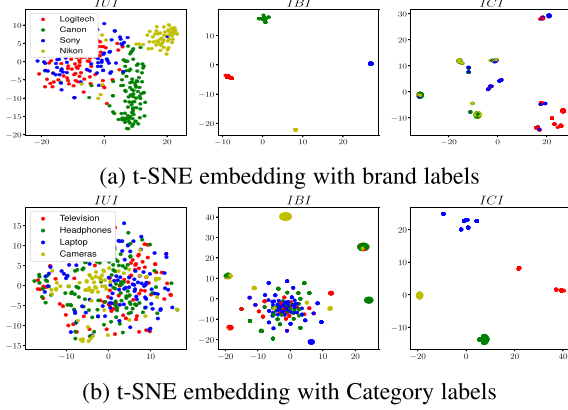 IUI IBI ICI
Logitech
Canon
Sony
Nikon
10
5
0
−5
−10
−15
−20 0 20
10
0
−10
−20
−10 0 10 20
30
20
10
0
−10
−20 0 20
(a) t-SNE embedding with brand labels
IUI IBI ICI
Television
Headphones
Laptop
Cameras
15
10
5
0
−5
−10
−15
−10 0 10
40
30
20
10
0
−10
−20
−20 −10 0 10 20
20
10
0
−10
−20 0 20 40
(b) t-SNE embedding with Category labels